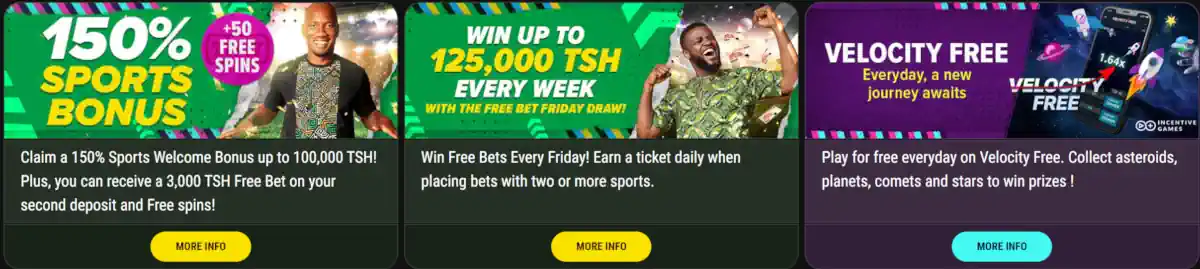 150%
SPORTS
BONUS
+50
FREE
SPINS
Claim a 150% Sports Welcome Bonus up to 100,000 TSH!
Plus, you can receive a 3,000 TSH Free Bet on your
second deposit and Free spins!
MORE INFO
WIN UP TO
125,000 TSH
EVERY WEEK
WITH THE FREE BET FRIDAY DRAW!
Win Free Bets Every Friday! Earn a ticket daily when
placing bets with two or more sports.
MORE INFO
VELOCITY FREE
Everyday, a new
journey awaits
1.64x
VELOCITY
FREE
INCENTIVE
GAMES
Play for free everyday on Velocity Free. Collect asteroids,
planets, comets and stars to win prizes !
MORE INFO